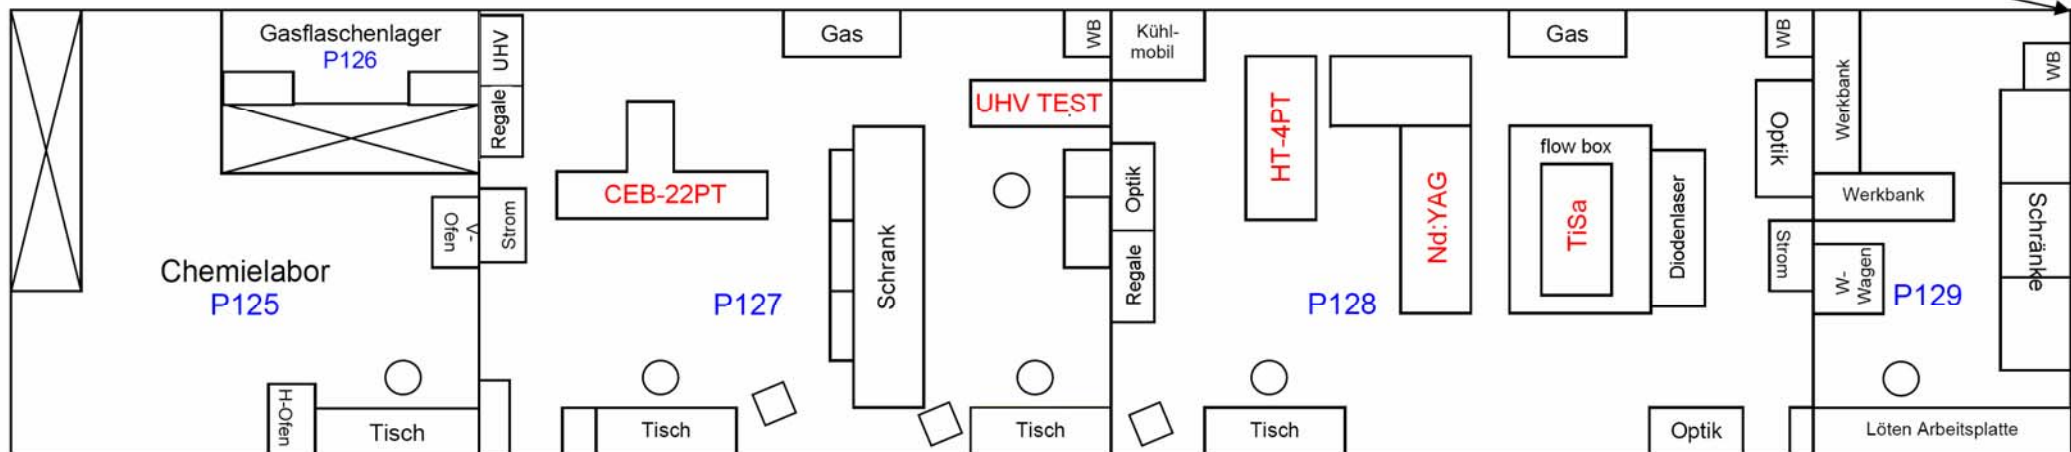 Gasflaschenlager
P126
UHV
Regale
V-
Ofen
Strom
Chemielabor
P125
H-Ofen
Tisch
Gas
WB
UHV TEST
CEB-22PT
Schrank
P127
Tisch
Tisch
Kühl-
mobil
Optik
Regale
HT-4PT
Nd:YAG
Gas
flow box
TiSa
Diodenlaser
BW
Optik
Strom
P128
Tisch
Optik
Werkbank
Werkbank
W-
Wagen
P129
BW
Schränke
Löten Arbeitsplatte